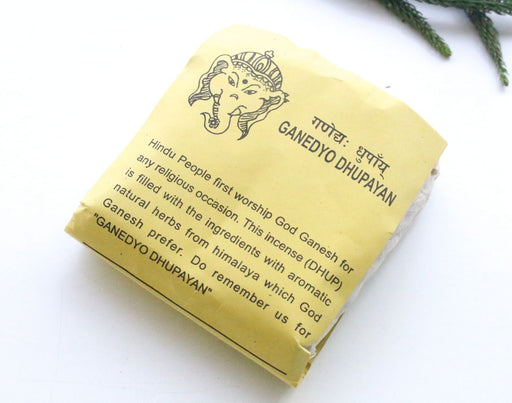 गणेद्यः धुपाँय्
GANEDYO DHUPAYAN
Hindu People first worship God Ganesh for
any religious occasion. This incense (DHUP)
is filled with the ingredients with aromatic
natural herbs from himalaya which God
Ganesh prefer. Do remember us for
"GANEDYO DHUPAYAN"